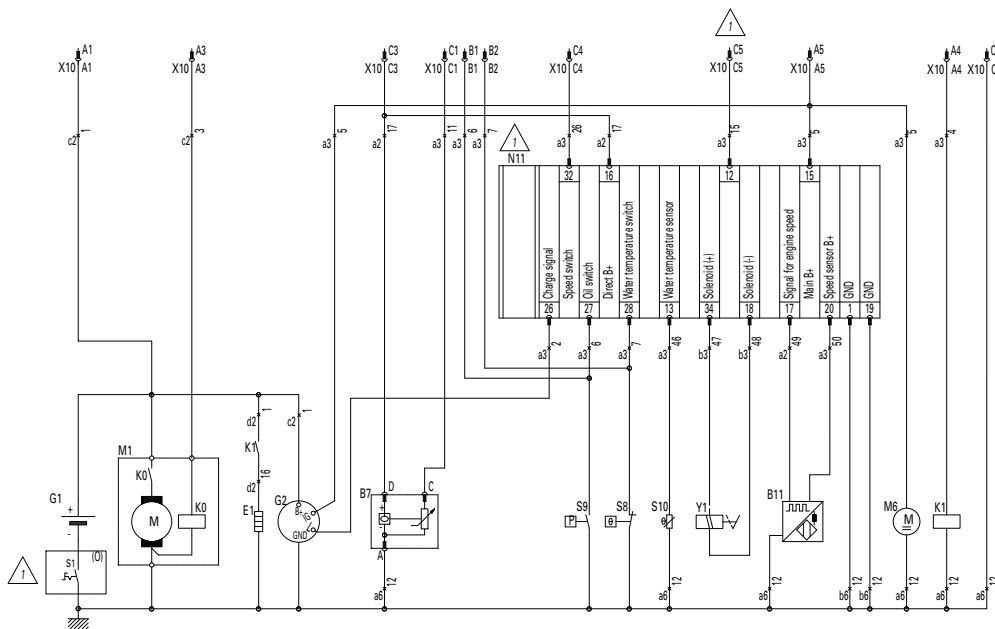 1
A1
A3
C3
C1
B1
B2
C4
C5
A5
A4
C
X10 A1
X10 A3
X10 C3
X10 C1
B1
B2
X10 C4
X10 C5
X10 A5
X10 A4
X10 C
c2 1
c2 3
a3 5
a2 17
a3 11
a3 6
a3 7
a3 26
a2 17
a3 15
a3 5
a3 5
a3 4
1
N11
32
16
12
15
Charge signal
Speed switch
Oil switch
Direct B+
Water temperature switch
Water temperature sensor
Solenoid (+)
Solenoid (-)
Signal for engine speed
Main B+
Speed sensor B+
GND
GND
26
27
28
13
34
18
17
20
1
19
a3 2
a3 6
a3 7
a3 46
b3 47
b3 48
a2 49
a3 50
d2 1
c2 1
K1
d2 16
M1
K0
K0
M
G1
+
-
E1
G2
B+
IG
GND
B7
D
C
+
-
A
S9
P
S8
θ
S10
θ
Y1
B11
M6
M
K1
1
S1
(O)
a6 12
a6 12
a6 12
b6 12
b6 12
a6 12
a6 12
a6 12